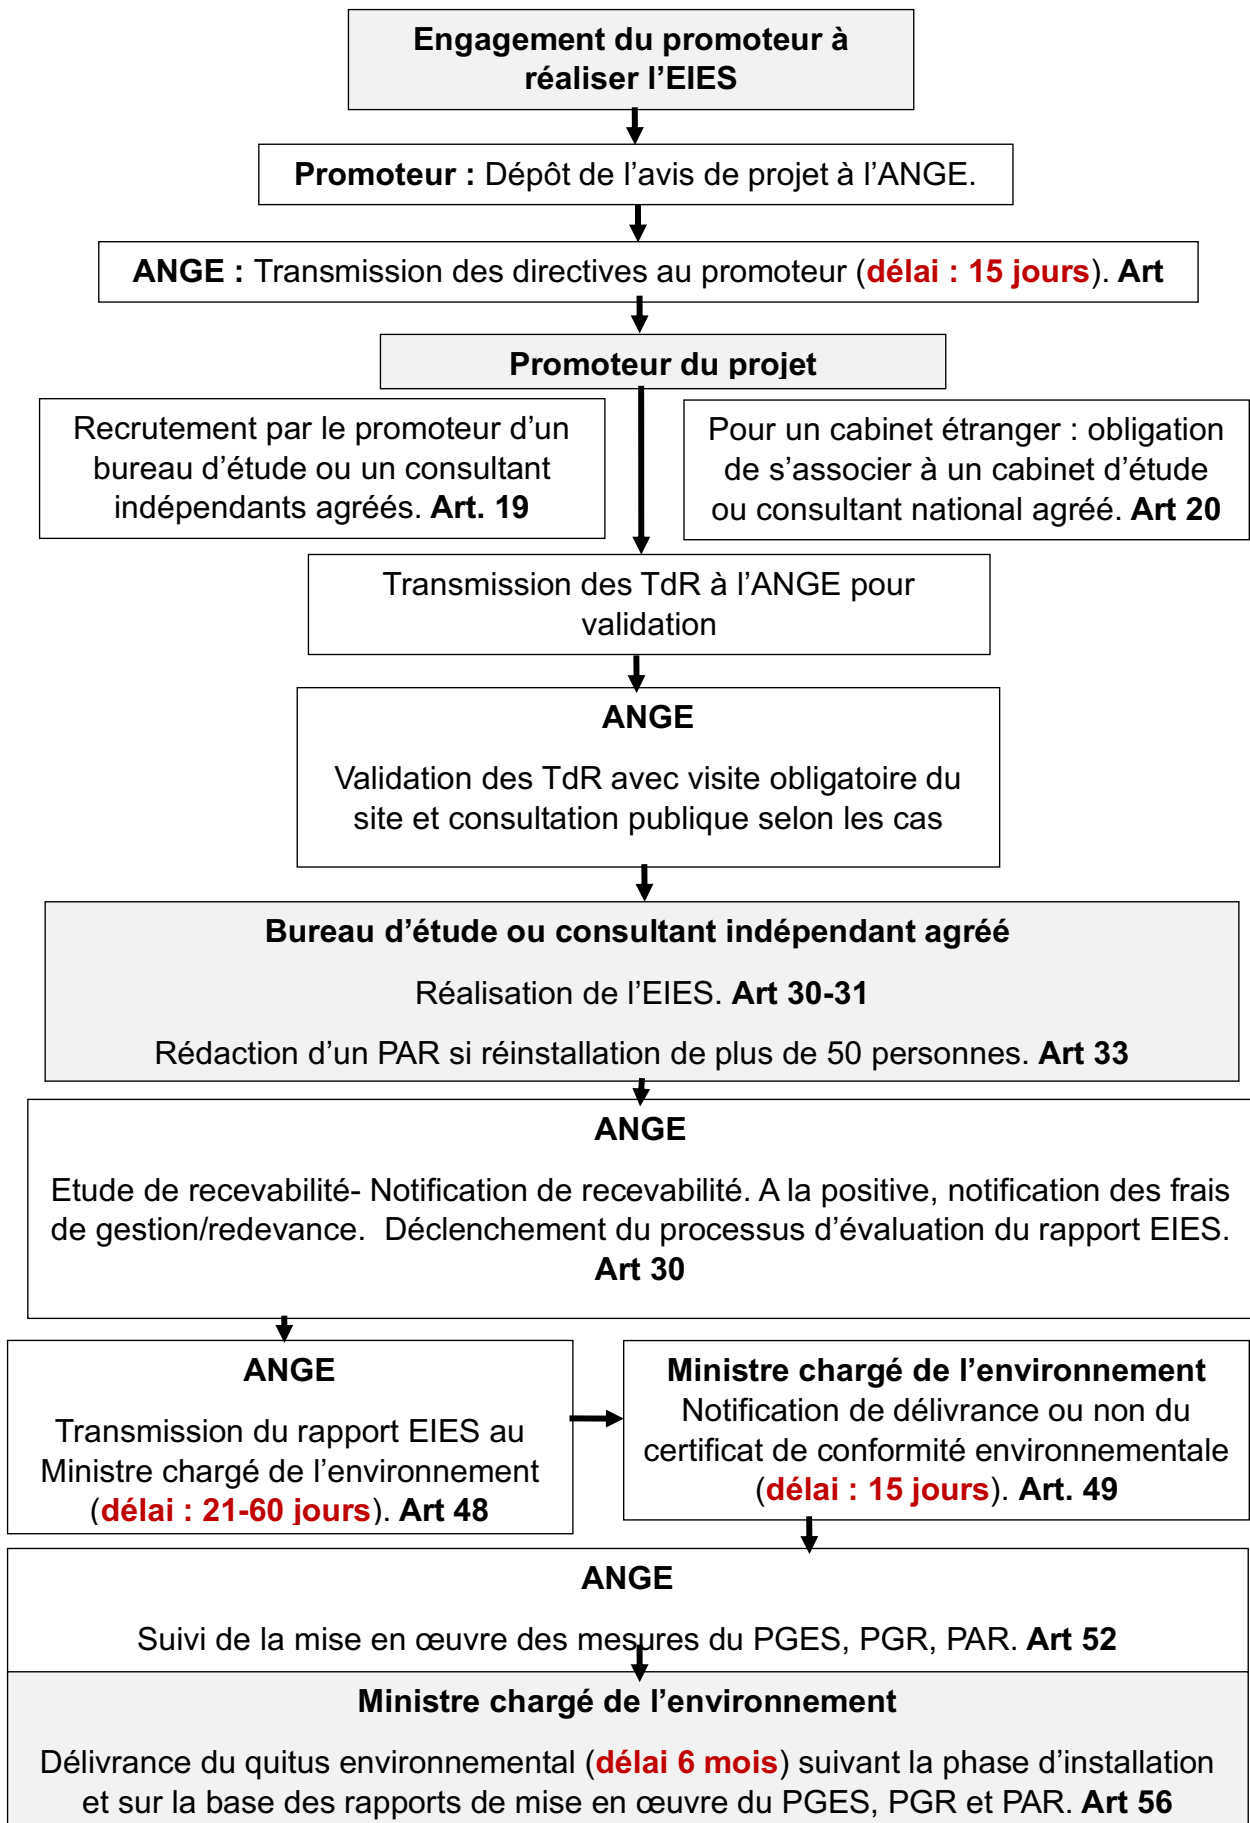 Engagement du promoteur à
réaliser l’EIES
Promoteur : Dépôt de l’avis de projet à l’ANGE.
ANGE : Transmission des directives au promoteur (délai : 15 jours). Art
Promoteur du projet
Recrutement par le promoteur d’un
bureau d’étude ou un consultant
indépendants agréés. Art. 19
Pour un cabinet étranger : obligation
de s’associer à un cabinet d’étude
ou consultant national agréé. Art 20
Transmission des TdR à l’ANGE pour
validation
ANGE
Validation des TdR avec visite obligatoire du
site et consultation publique selon les cas
Bureau d’étude ou consultant indépendant agréé
Réalisation de l’EIES. Art 30-31
Rédaction d’un PAR si réinstallation de plus de 50 personnes. Art 33
ANGE
Etude de recevabilité- Notification de recevabilité. A la positive, notification des frais
de gestion/redevance. Déclenchement du processus d’évaluation du rapport EIES.
Art 30
ANGE
Transmission du rapport EIES au
Ministre chargé de l’environnement
(délai : 21-60 jours). Art 48
Ministre chargé de l’environnement
Notification de délivrance ou non du
certificat de conformité environnementale
(délai : 15 jours). Art. 49
ANGE
Suivi de la mise en œuvre des mesures du PGES, PGR, PAR. Art 52
Ministre chargé de l’environnement
Délivrance du quitus environnemental (délai 6 mois) suivant la phase d’installation
et sur la base des rapports de mise en œuvre du PGES, PGR et PAR. Art 56